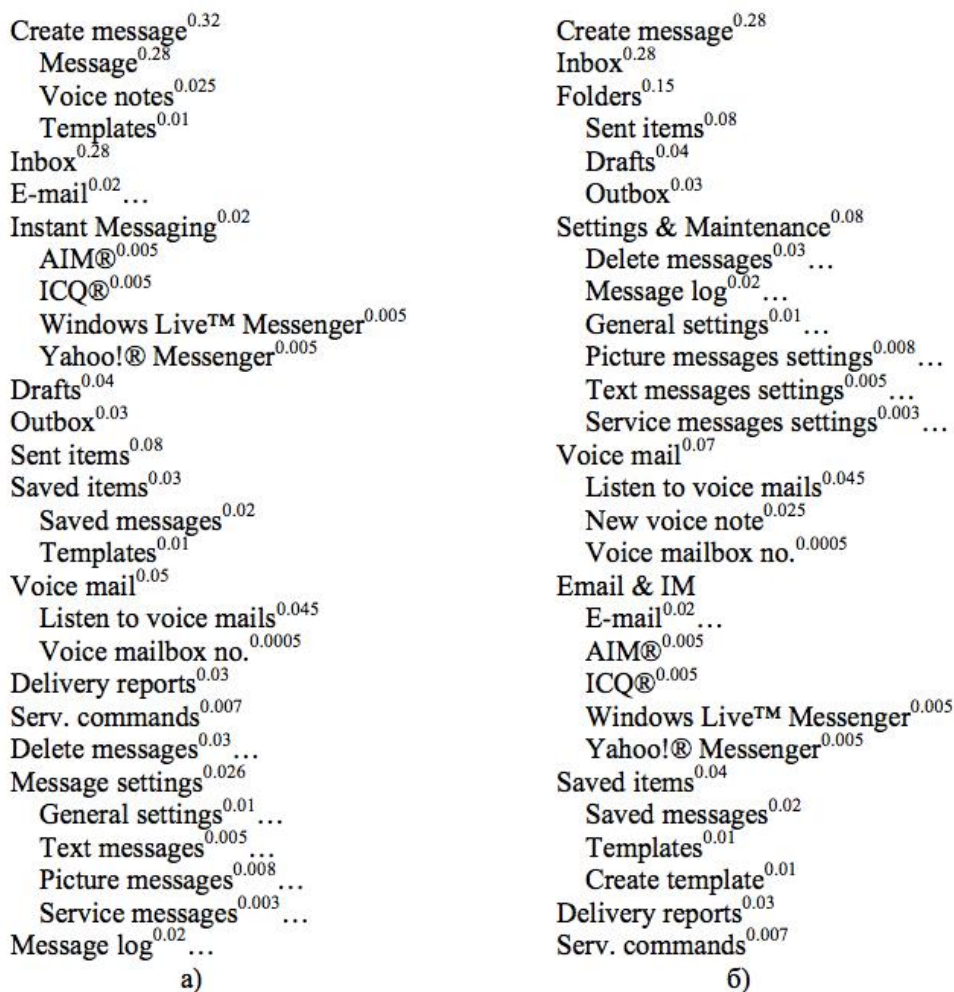 Create message0.32
Message0.28
Voice notes0.025
Templates0.01
Inbox0.28
E-mail0.02…
Instant Messaging0.02
AIM®0.005
ICQ®0.005
Windows Live™ Messenger0.005
Yahoo!® Messenger0.005
Drafts0.04
Outbox0.03
Sent items0.08
Saved items0.03
Saved messages0.02
Templates0.01
Voice mail0.05
Listen to voice mails0.045
Voice mailbox no.0.0005
Delivery reports0.03
Serv. commands0.007
Delete messages0.03…
Message settings0.026
General settings0.01…
Text messages0.005…
Picture messages0.008…
Service messages0.003…
Message log0.02…
а)
Create message0.28
Inbox0.28
Folders0.15
Sent items0.08
Drafts0.04
Outbox0.03
Settings & Maintenance0.08
Delete messages0.03…
Message log0.02…
General settings0.01…
Picture messages settings0.008…
Text messages settings0.005…
Service messages settings0.003…
Voice mail0.07
Listen to voice mails0.045
New voice note0.025
Voice mailbox no.0.0005
Email & IM
E-mail0.02…
AIM®0.005
ICQ®0.005
Windows Live™ Messenger0.005
Yahoo!® Messenger0.005
Saved items0.04
Saved messages0.02
Templates0.01
Create template0.01
Delivery reports0.03
Serv. commands0.007
б)